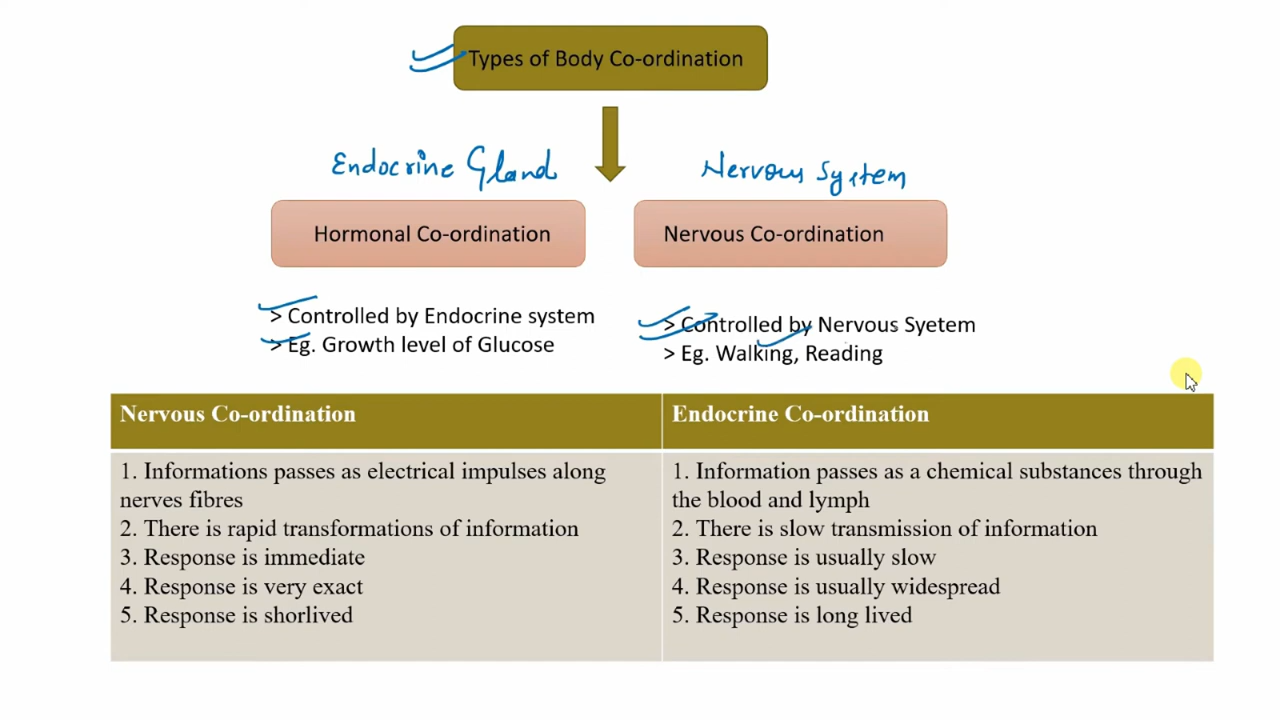 Types of Body Co-ordination
Endocrine Gland
Nervous System
Hormonal Co-ordination
Nervous Co-ordination
> Controlled by Endocrine system
> Eg. Growth level of Glucose
> Controlled by Nervous Syetem
> Eg. Walking, Reading
Nervous Co-ordination
1. Informations passes as electrical impulses along
nerves fibres
2. There is rapid transformations of information
3. Response is immediate
4. Response is very exact
5. Response is shorlived
Endocrine Co-ordination
1. Information passes as a chemical substances through
the blood and lymph
2. There is slow transmission of information
3. Response is usually slow
4. Response is usually widespread
5. Response is long lived